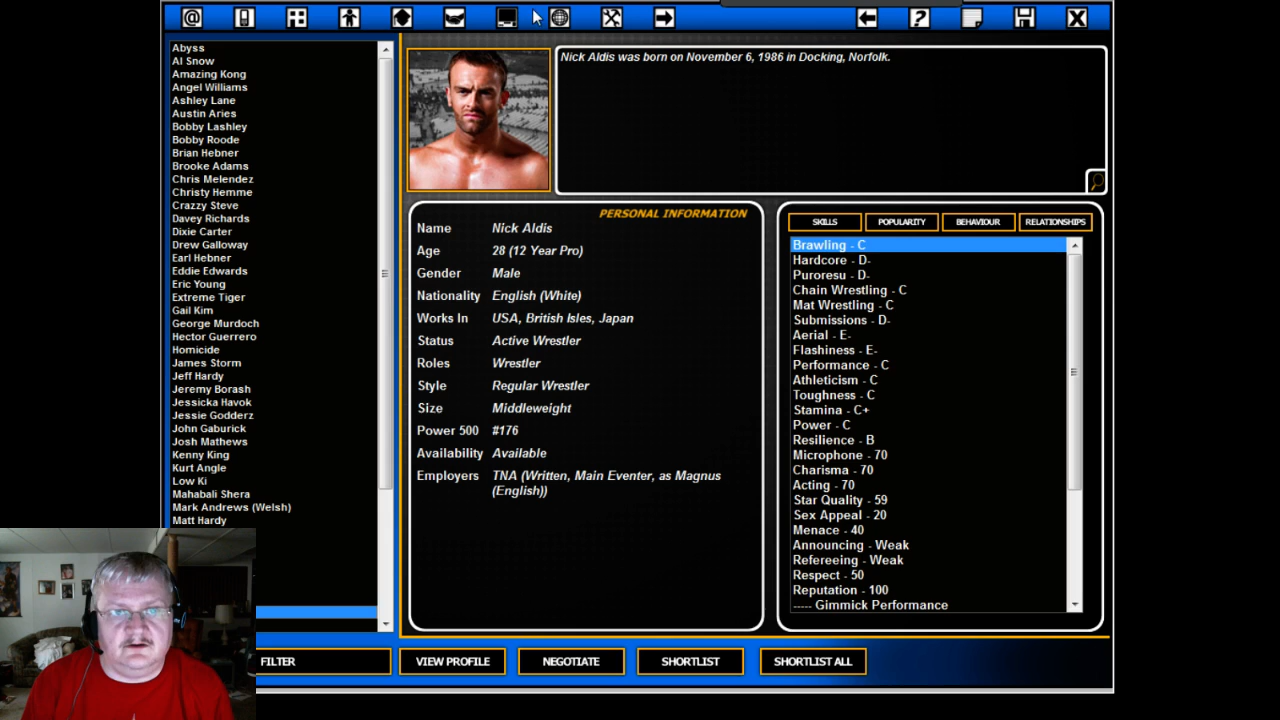 Abyss
Al Snow
Amazing Kong
Angel Williams
Ashley Lane
Austin Aries
Bobby Lashley
Bobby Roode
Brian Hebner
Brooke Adams
Chris Melendez
Christy Hemme
Crazzy Steve
Davey Richards
Dixie Carter
Drew Galloway
Earl Hebner
Eddie Edwards
Eric Young
Extreme Tiger
Gail Kim
George Murdoch
Hector Guerrero
Homicide
James Storm
Jeff Hardy
Jeremy Borash
Jessicka Havok
Jessie Godderz
John Gaburick
Josh Mathews
Kenny King
Kurt Angle
Low Ki
Mahabali Shera
Mark Andrews (Welsh)
Matt Hardy
Nick Aldis was born on November 6, 1986 in Docking, Norfolk.
PERSONAL INFORMATION
Name Nick Aldis
Age 28 (12 Year Pro)
Gender Male
Nationality English (White)
Works In USA, British Isles, Japan
Status Active Wrestler
Roles Wrestler
Style Regular Wrestler
Size Middleweight
Power 500 #176
Availability Available
Employers TNA (Written, Main Eventer, as Magnus
(English))
SKILLS POPULARITY BEHAVIOUR RELATIONSHIPS
Brawling - C
Hardcore - D-
Puroresu - D-
Chain Wrestling - C
Mat Wrestling - C
Submissions - D-
Aerial - E-
Flashiness - E-
Performance - C
Athleticism - C
Toughness - C
Stamina - C+
Power - C
Resilience - B
Microphone - 70
Charisma - 70
Acting - 70
Star Quality - 59
Sex Appeal - 20
Menace - 40
Announcing - Weak
Refereeing - Weak
Respect - 50
Reputation - 100
----- Gimmick Performance
FILTER VIEW PROFILE NEGOTIATE SHORTLIST SHORTLIST ALL